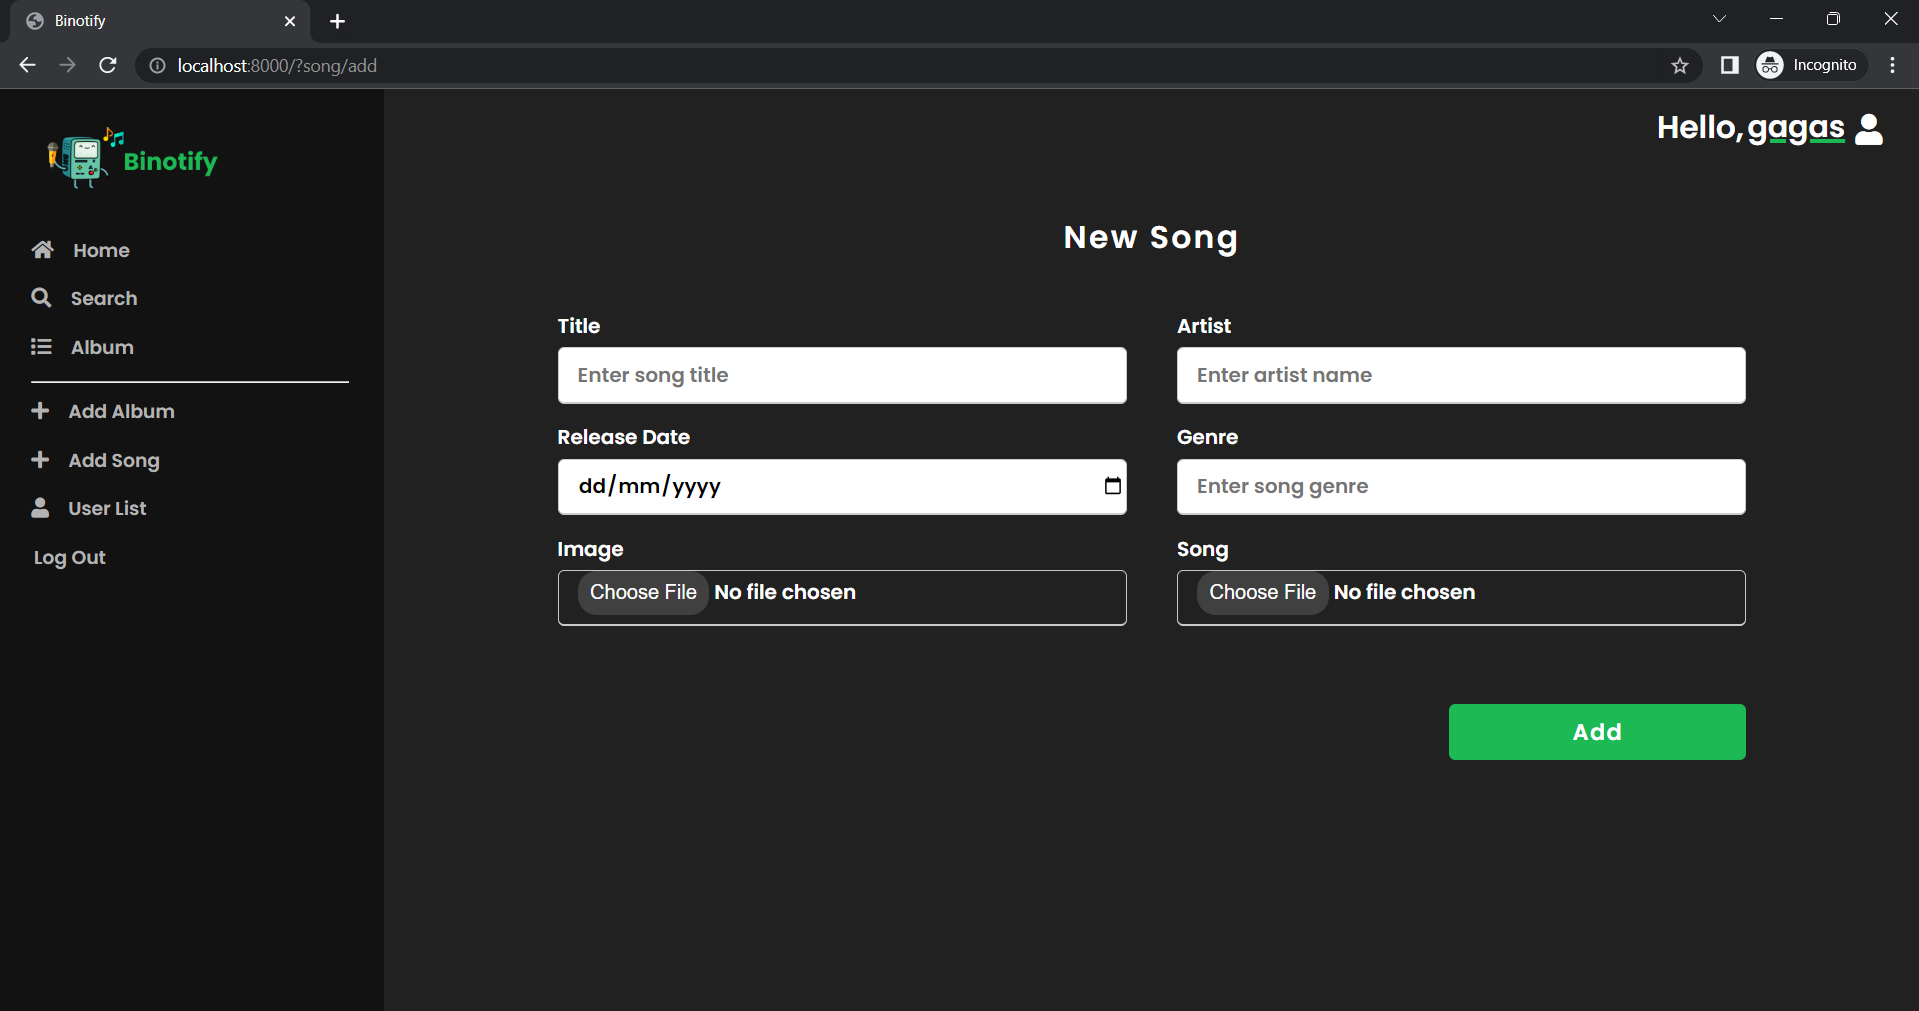 Binotify
localhost:8000/?song/add
Incognito
Binotify
Hello, gagas
Home
Search
Album
Add Album
Add Song
User List
Log Out
New Song
Title
Artist
Enter song title
Enter artist name
Release Date
Genre
dd/mm/yyyy
Enter song genre
Image
Song
Choose File No file chosen
Choose File No file chosen
Add